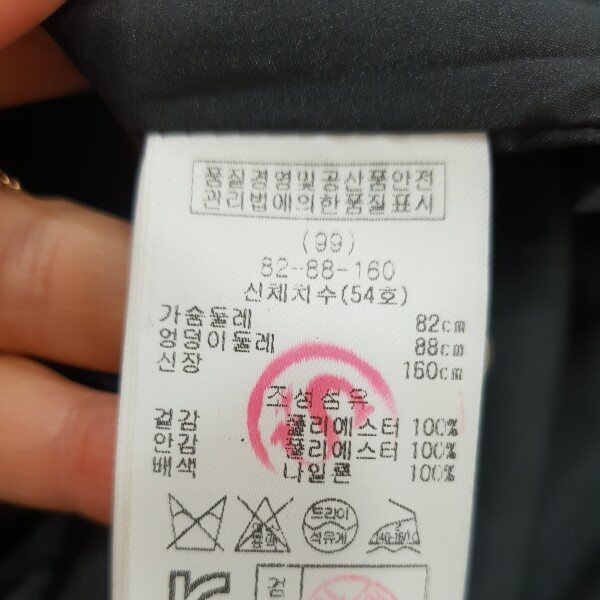 품질경영및공산품안전
관리법에의한품질표시
(99)
82-88-160
신체치수(54호)
가슴둘레 82cm
엉덩이둘레 88cm
신장 160cm
조성섬유
겉감 폴리에스터 100%
안감 폴리에스터 100%
배색 나일론 100%
드라이
석유계
검